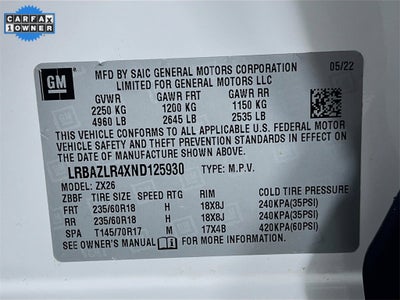 CARFAX
1 OWNER
GM
MFD BY SAIC GENERAL MOTORS CORPORATION 05/22
LIMITED FOR GENERAL MOTORS LLC
GVWR GAWR FRT GAWR RR
2250 KG 1200 KG 1150 KG
4960 LB 2645 LB 2535 LB
THIS VEHICLE CONFORMS TO ALL APPLICABLE U.S. FEDERAL MOTOR
VEHICLE SAFETY AND THEFT PREVENTION STANDARDS IN EFFECT ON
THE DATE OF MANUFACTURE SHOWN ABOVE.
LRBAZLR4XND125930 TYPE: M.P.V.
MODEL: ZX26
ZBBF TIRE SIZE SPEED RTG RIM COLD TIRE PRESSURE
FRT 235/60R18 H 18X8J 240KPA(35PSI)
RR 235/60R18 H 18X8J 240KPA(35PSI)
SPA T145/70R17 M 17X4B 420KPA(60PSI)
SEE OWNER'S MANUAL FOR ADDITIONAL INFORMATION.